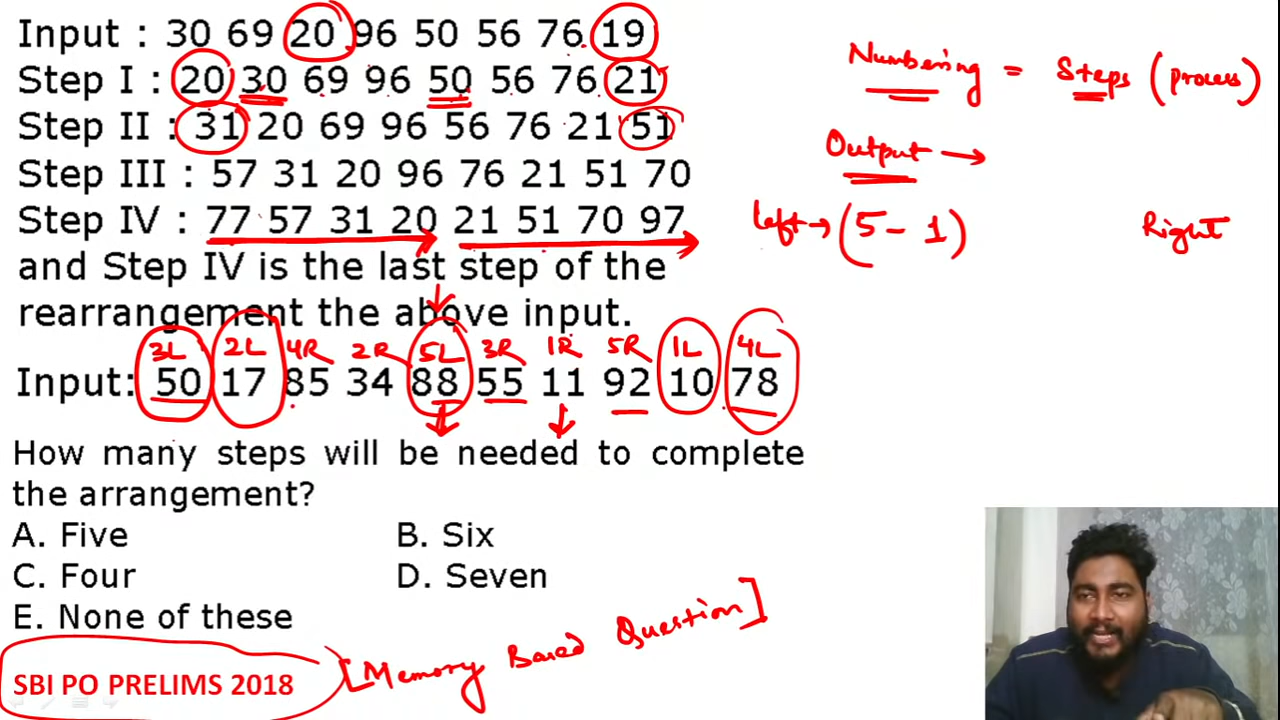 Input : 30 69 20 96 50 56 76 19
Step I : 20 30 69 96 50 56 76 21
Step II : 31 20 69 96 56 76 21 51
Step III : 57 31 20 96 76 21 51 70
Step IV : 77 57 31 20 21 51 70 97
and Step IV is the last step of the
rearrangement the above input.
3L 2L 4R 2R 5L 3R 1R 5R 1L 4L
Input: 50 17 85 34 88 55 11 92 10 78
How many steps will be needed to complete
the arrangement?
A. Five B. Six
C. Four D. Seven
E. None of these
SBI PO PRELIMS 2018 [Memory Based Question]
Numbering = Steps (process)
Output →
Left → (5 - 1) Right